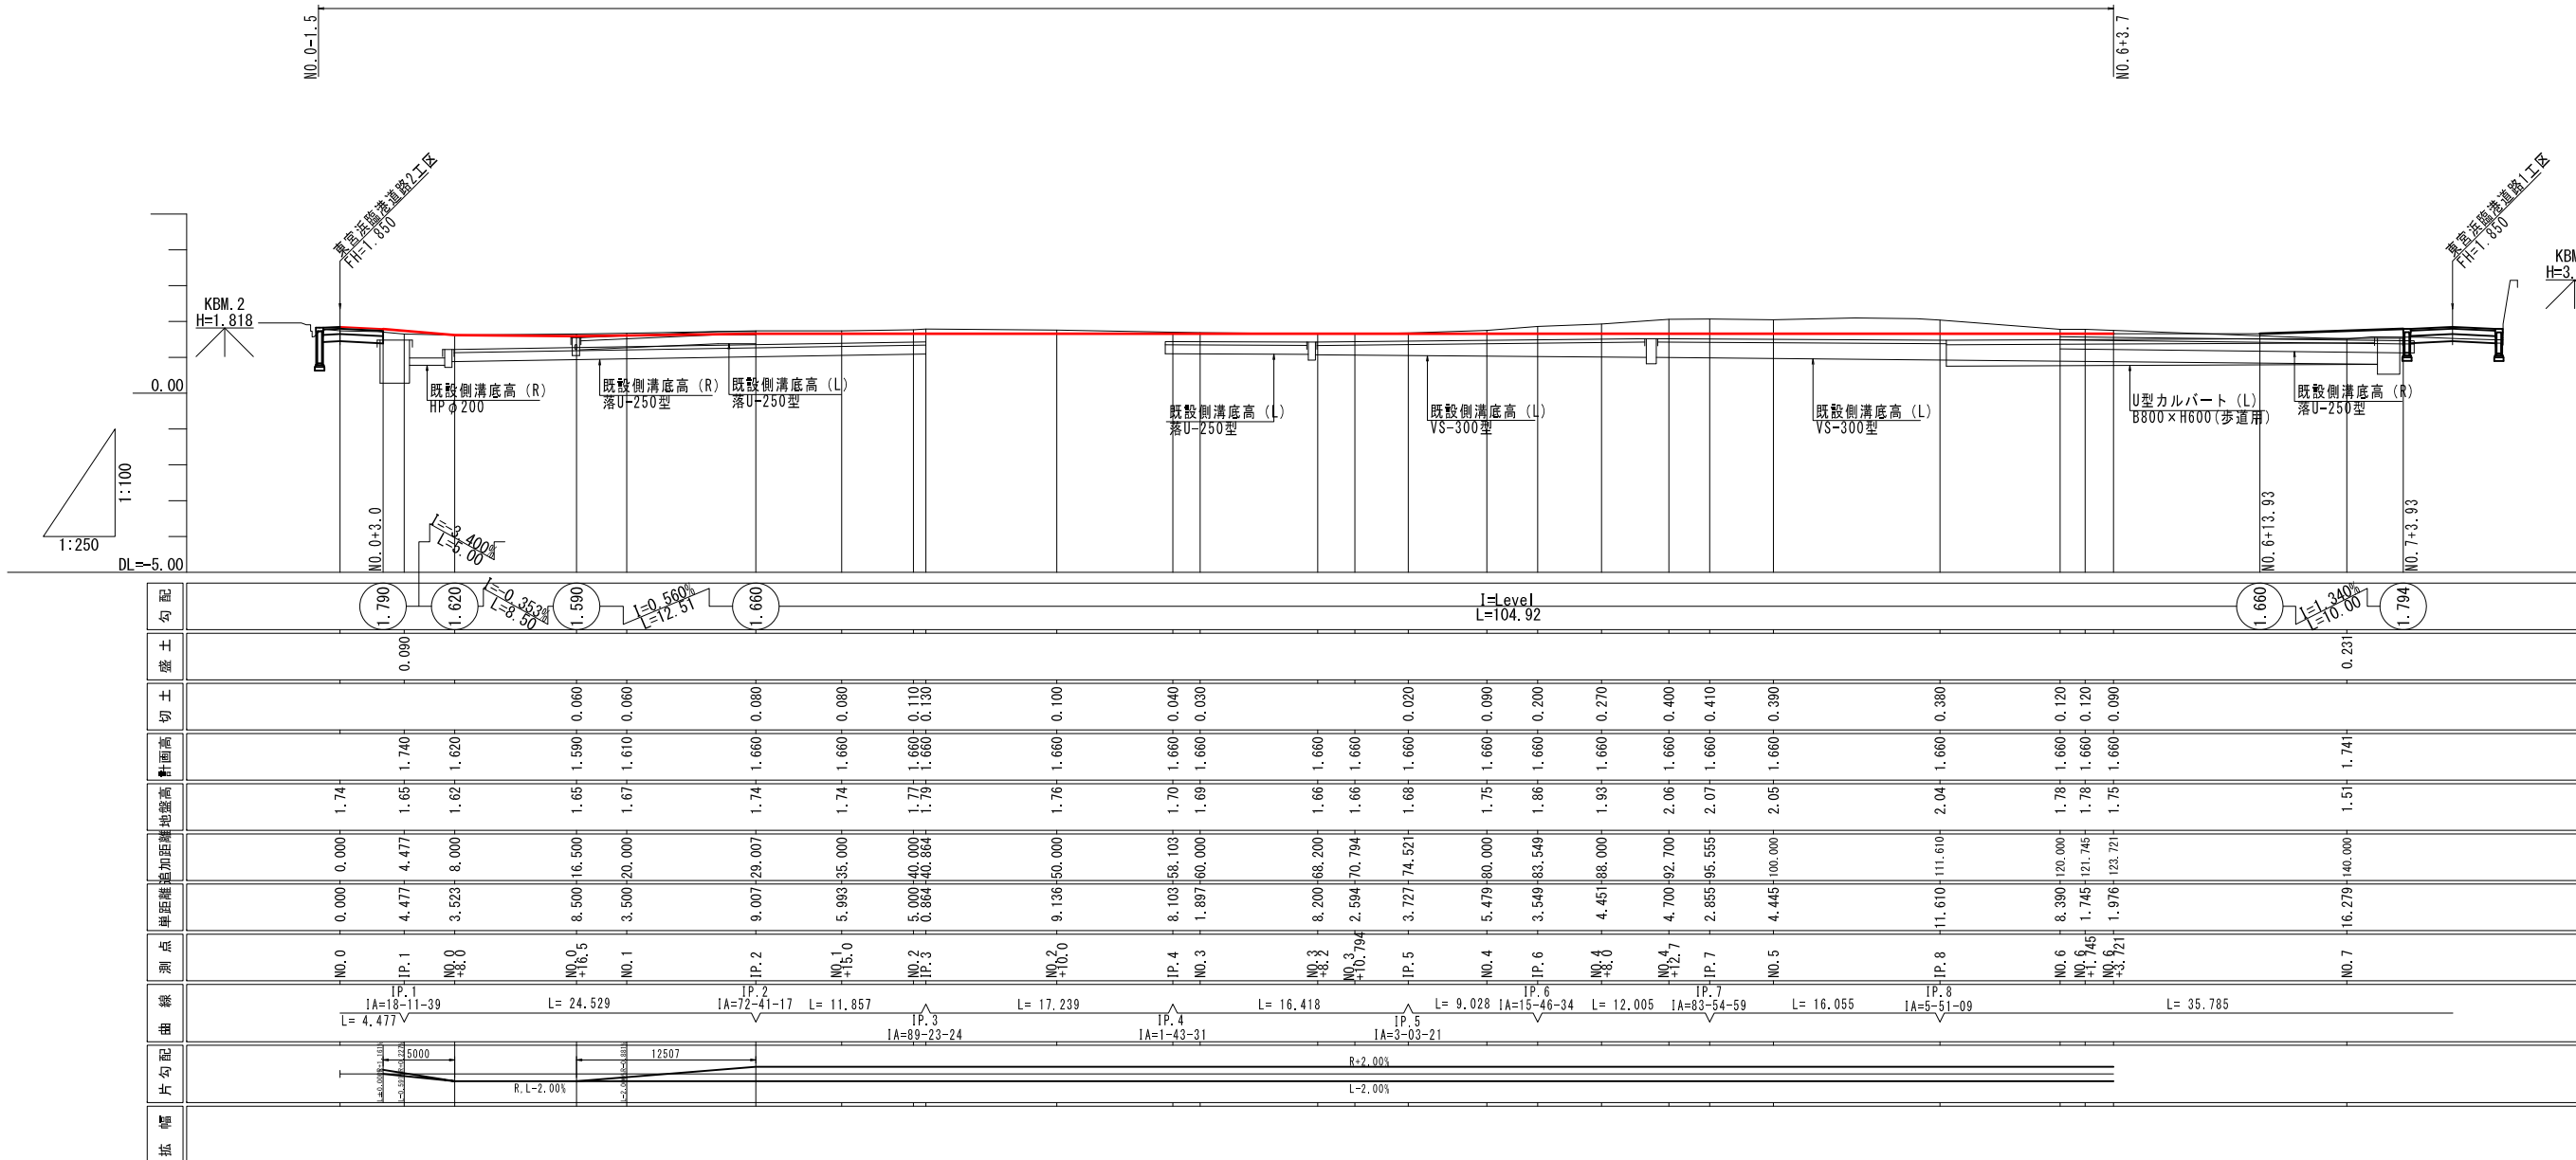 NO.0-1.5
NO.6+3.7
東宮浜臨港道路2工区
FH=1.850
東宮浜臨港道路1工区
FH=1.850
KBM.2
H=1.818
KBM
H=3.
0.00
1:100
1:250
DL=-5.00
既設側溝底高 (R)
HPφ200
既設側溝底高 (R)
落U-250型
既設側溝底高 (L)
落U-250型
既設側溝底高 (L)
落U-250型
既設側溝底高 (L)
VS-300型
既設側溝底高 (L)
VS-300型
U型カルバート (L)
B800×H600(歩道用)
既設側溝底高 (R)
落U-250型
NO.0+3.0
NO.6+13.93
NO.7+3.93
勾配
1.790
I=-3.400%
L=5.00
1.620
I=-0.353%
L=8.50
1.590
I=0.560%
L=12.51
1.660
I=Level
L=104.92
1.660
I=1.340%
L=10.00
1.794
盛土
0.090 0.231
切土
0.060 0.060 0.080 0.080 0.110 0.130 0.100 0.040 0.030 0.020 0.090 0.200 0.270 0.400 0.410 0.390 0.380 0.120 0.120 0.090
計画高
1.740 1.620 1.590 1.610 1.660 1.660 1.660 1.660 1.660 1.660 1.660 1.660 1.660 1.660 1.660 1.660 1.660 1.660 1.660 1.660 1.660 1.660 1.660 1.660 1.741
地盤高
1.74 1.65 1.62 1.65 1.67 1.74 1.74 1.77 1.79 1.76 1.70 1.69 1.66 1.66 1.68 1.75 1.86 1.93 2.06 2.07 2.05 2.04 1.78 1.78 1.75 1.51
追加距離
0.000 4.477 8.000 16.500 20.000 29.007 35.000 40.000 40.864 50.000 58.103 60.000 68.200 70.794 74.521 80.000 83.549 88.000 92.700 95.555 100.000 111.610 120.000 121.745 123.721 140.000
単距離
0.000 4.477 3.523 8.500 3.500 9.007 5.993 5.000 0.864 9.136 8.103 1.897 8.200 2.594 3.727 5.479 3.549 4.451 4.700 2.855 4.445 11.610 8.390 1.745 1.976 16.279
測点
NO.0 IP.1 NO.0+8.0 NO.0+16.5 NO.1 IP.2 NO.1+15.0 NO.2 IP.3 NO.2+10.0 IP.4 NO.3 NO.3+8.2 NO.3+10.794 IP.5 NO.4 IP.6 NO.4+8.0 NO.4+12.7 IP.7 NO.5 IP.8 NO.6 NO.6+1.745 NO.6+3.721 NO.7
曲線
L= 4.477
IP.1
IA=18-11-39
L= 24.529
IP.2
IA=72-41-17
L= 11.857
IP.3
IA=89-23-24
L= 17.239
IP.4
IA=1-43-31
L= 16.418
IP.5
IA=3-03-21
L= 9.028
IP.6
IA=15-46-34
L= 12.005
IP.7
IA=83-54-59
L= 16.055
IP.8
IA=5-51-09
L= 35.785
片勾配
5000
R,L-2.00%
12507
R+2.00%
L-2.00%
拡幅